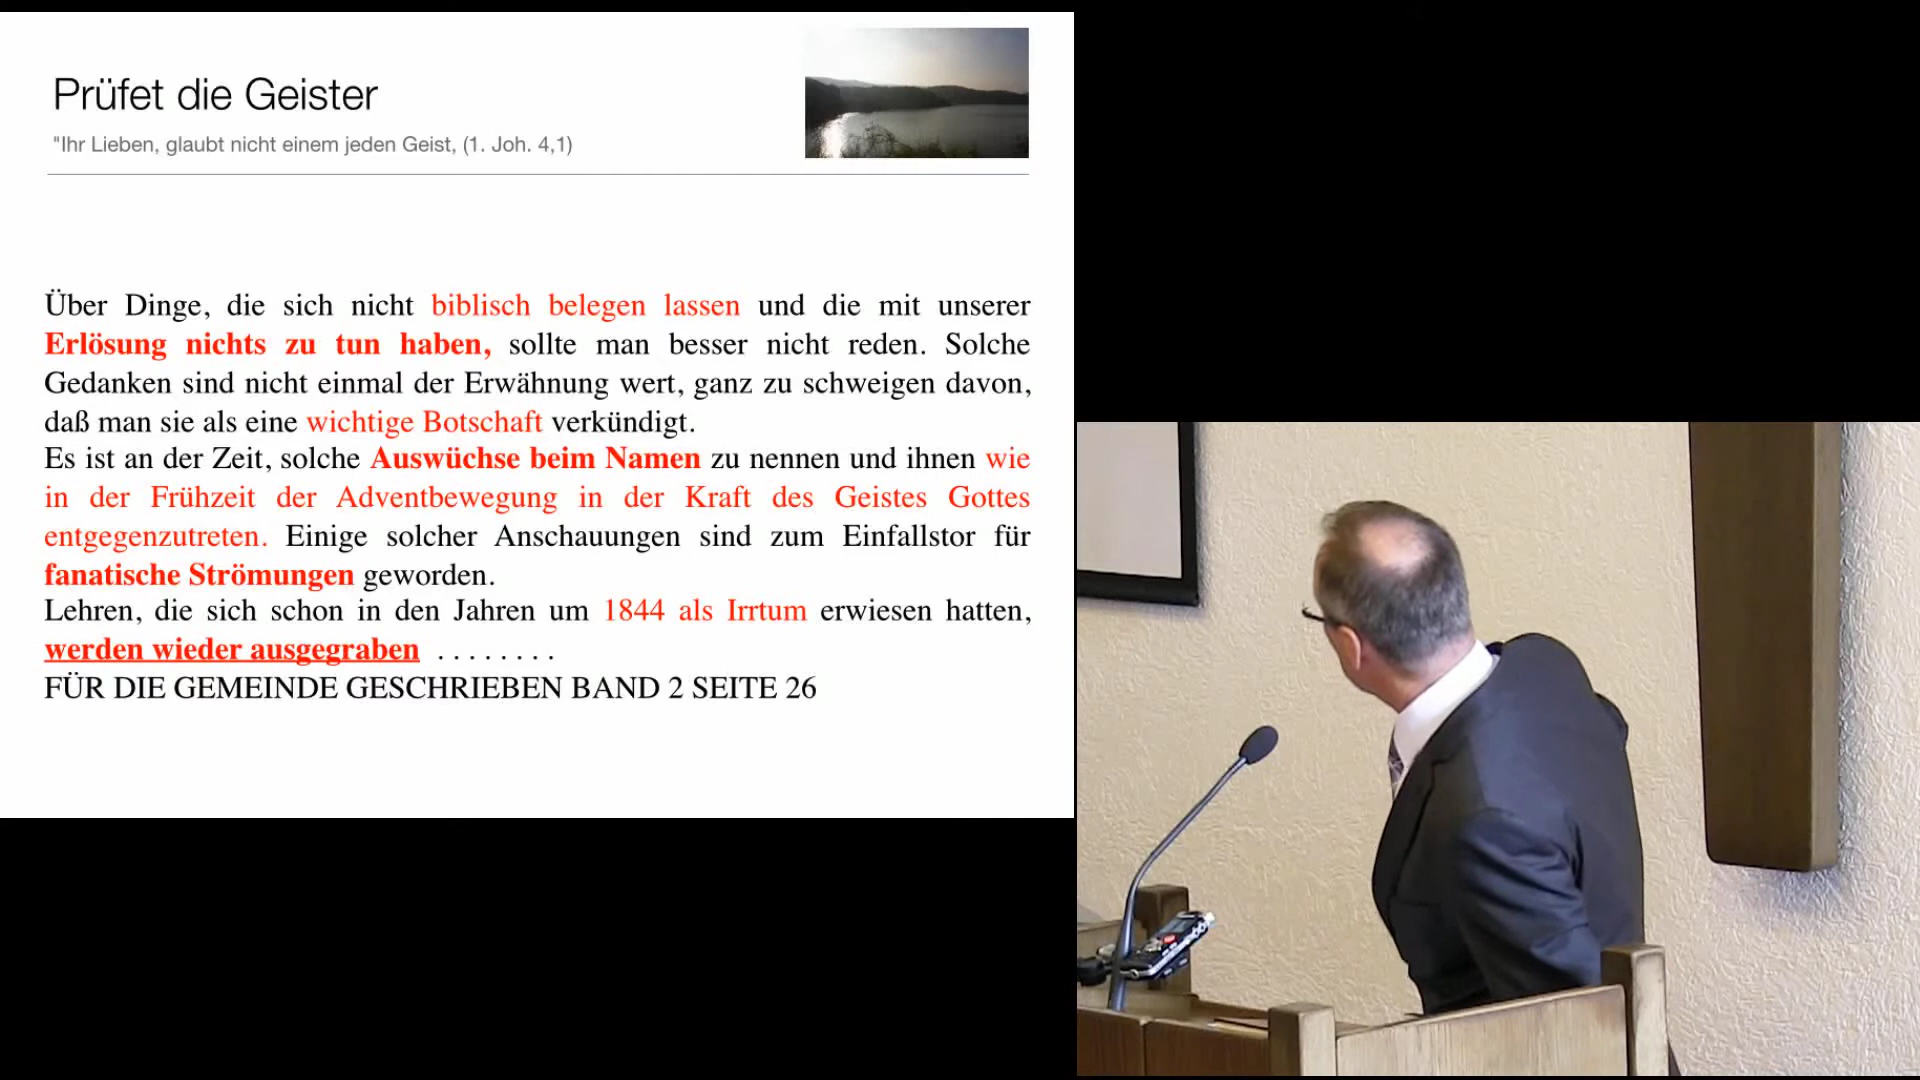 Prüfet die Geister
"Ihr Lieben, glaubt nicht einem jeden Geist, (1. Joh. 4,1)
Über Dinge, die sich nicht biblisch belegen lassen und die mit unserer
Erlösung nichts zu tun haben, sollte man besser nicht reden. Solche
Gedanken sind nicht einmal der Erwähnung wert, ganz zu schweigen davon,
daß man sie als eine wichtige Botschaft verkündigt.
Es ist an der Zeit, solche Auswüchse beim Namen zu nennen und ihnen wie
in der Frühzeit der Adventbewegung in der Kraft des Geistes Gottes
entgegenzutreten. Einige solcher Anschauungen sind zum Einfallstor für
fanatische Strömungen geworden.
Lehren, die sich schon in den Jahren um 1844 als Irrtum erwiesen hatten,
werden wieder ausgegraben . . . . . . . .
FÜR DIE GEMEINDE GESCHRIEBEN BAND 2 SEITE 26